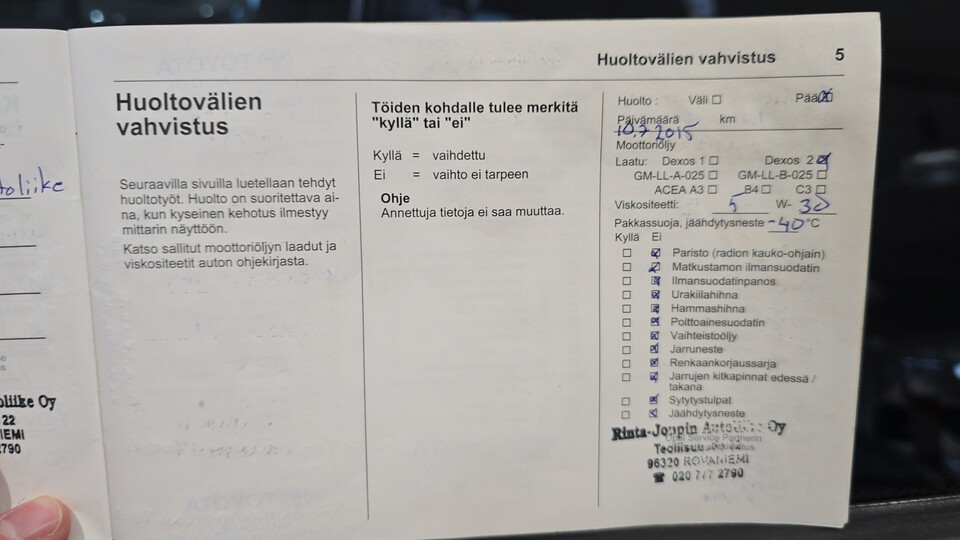 Huoltovälien vahvistus 5
Huoltovälien
vahvistus
Seuraavilla sivuilla luetellaan tehdyt
huoltotyöt. Huolto on suoritettava ai-
na, kun kyseinen kehotus ilmestyy
mittarin näyttöön.
Katso sallitut moottoriöljyn laadut ja
viskositeetit auton ohjekirjasta.
Töiden kohdalle tulee merkitä
"kyllä" tai "ei"
Kyllä = vaihdettu
Ei = vaihto ei tarpeen
Ohje
Annettuja tietoja ei saa muuttaa.
Huolto : Väli ☐ Pää ☒
Päivämäärä km
10.7 2015
Moottoriöljy
Laatu: Dexos 1 ☐ Dexos 2 ☒
GM-LL-A-025 ☐ GM-LL-B-025 ☐
ACEA A3 ☐ B4 ☐ C3 ☐
Viskositeetti: 5 W- 30
Pakkassuoja, jäähdytysneste -40 °C
Kyllä Ei
☐ ☒ Paristo (radion kauko-ohjain)
☐ ☒ Matkustamon ilmansuodatin
☐ ☒ Ilmansuodatinpanos
☐ ☒ Urakiilahihna
☐ ☒ Hammashihna
☐ ☒ Polttoainesuodatin
☐ ☒ Vaihteistoöljy
☐ ☒ Jarruneste
☐ ☒ Renkaankorjaussarja
☐ ☒ Jarrujen kitkapinnat edessä /
takana
☐ ☒ Sytytystulpat
☐ ☒ Jäähdytysneste
Rinta-Joupin Autoliike Oy
Opel Service Partnerin
96320 ROVANIEMI
☎ 020 777 2790
toliike
oliike Oy
22
IEMI
2790